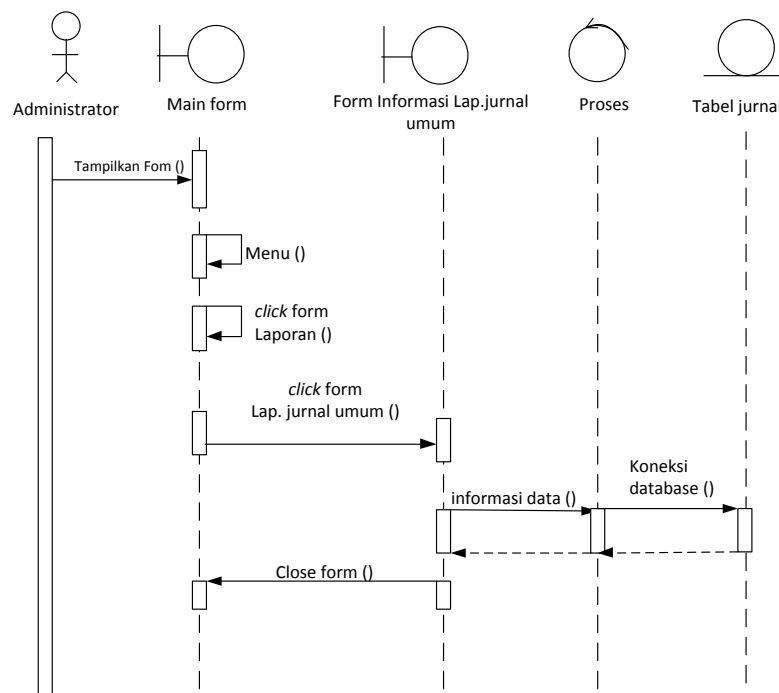 Administrator
Main form
Form Informasi Lap.jurnal
umum
Proses
Tabel jurnal
Tampilkan Fom ()
Menu ()
click form
Laporan ()
click form
Lap. jurnal umum ()
informasi data ()
Koneksi
database ()
Close form ()